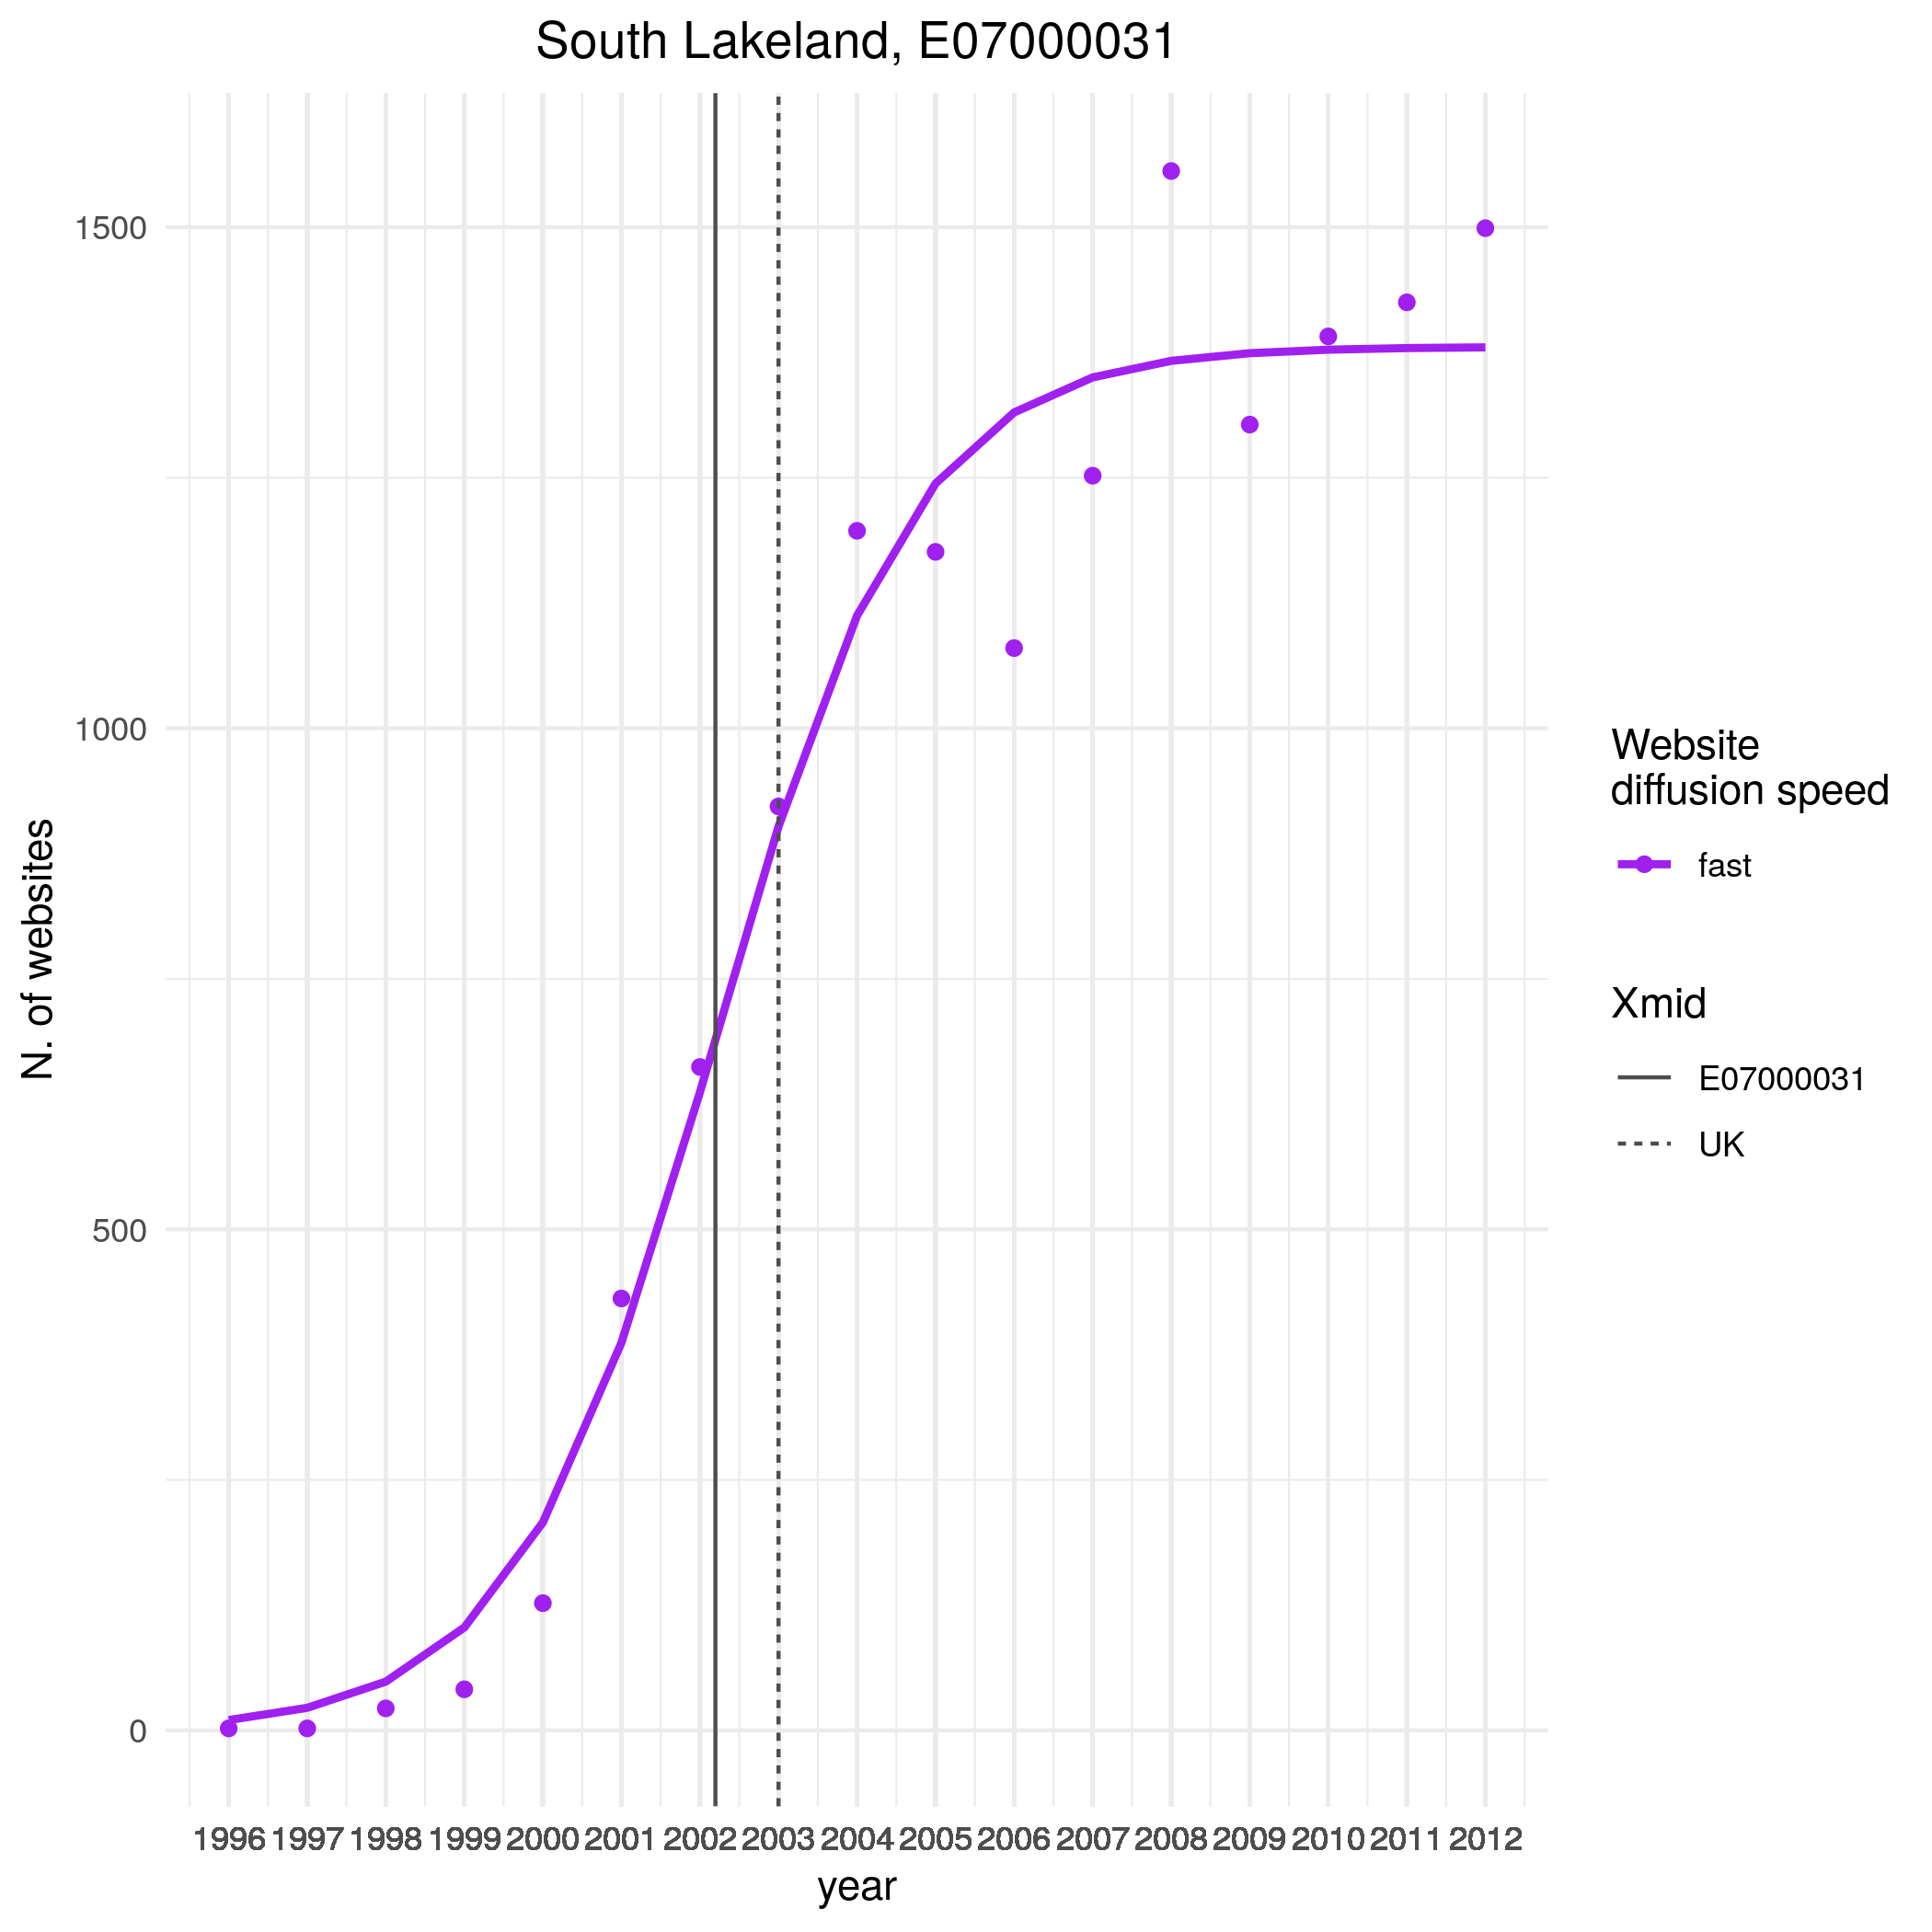 South Lakeland, E07000031
1500
1000
500
0
N. of websites
1996 1997 1998 1999 2000 2001 2002 2003 2004 2005 2006 2007 2008 2009 2010 2011 2012
year
Website
diffusion speed
fast
Xmid
E07000031
UK